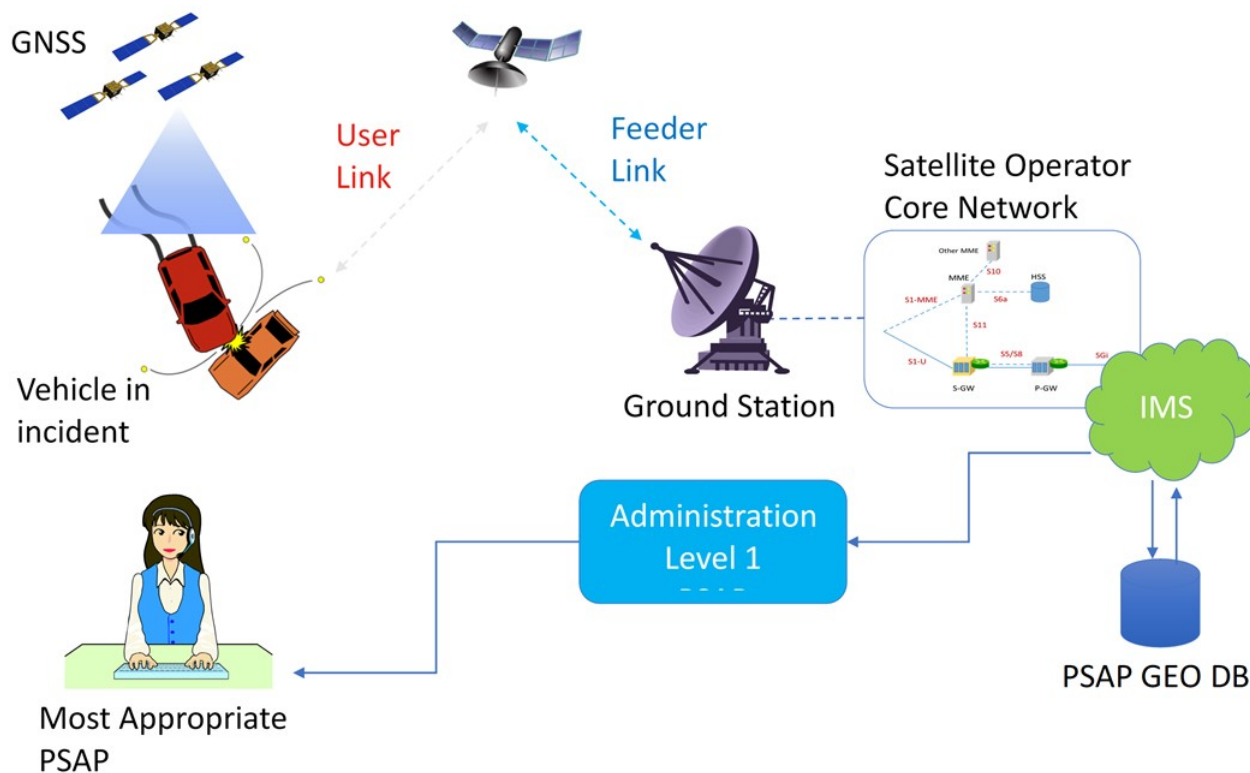 GNSS
User
Link
Feeder
Link
Satellite Operator
Core Network
Other MME
S10
MME
HSS
S1-MME
S6a
S11
S1-U
S5/S8
SGi
S-GW
P-GW
IMS
Vehicle in
incident
Ground Station
Administration
Level 1
PSAP GEO DB
Most Appropriate
PSAP